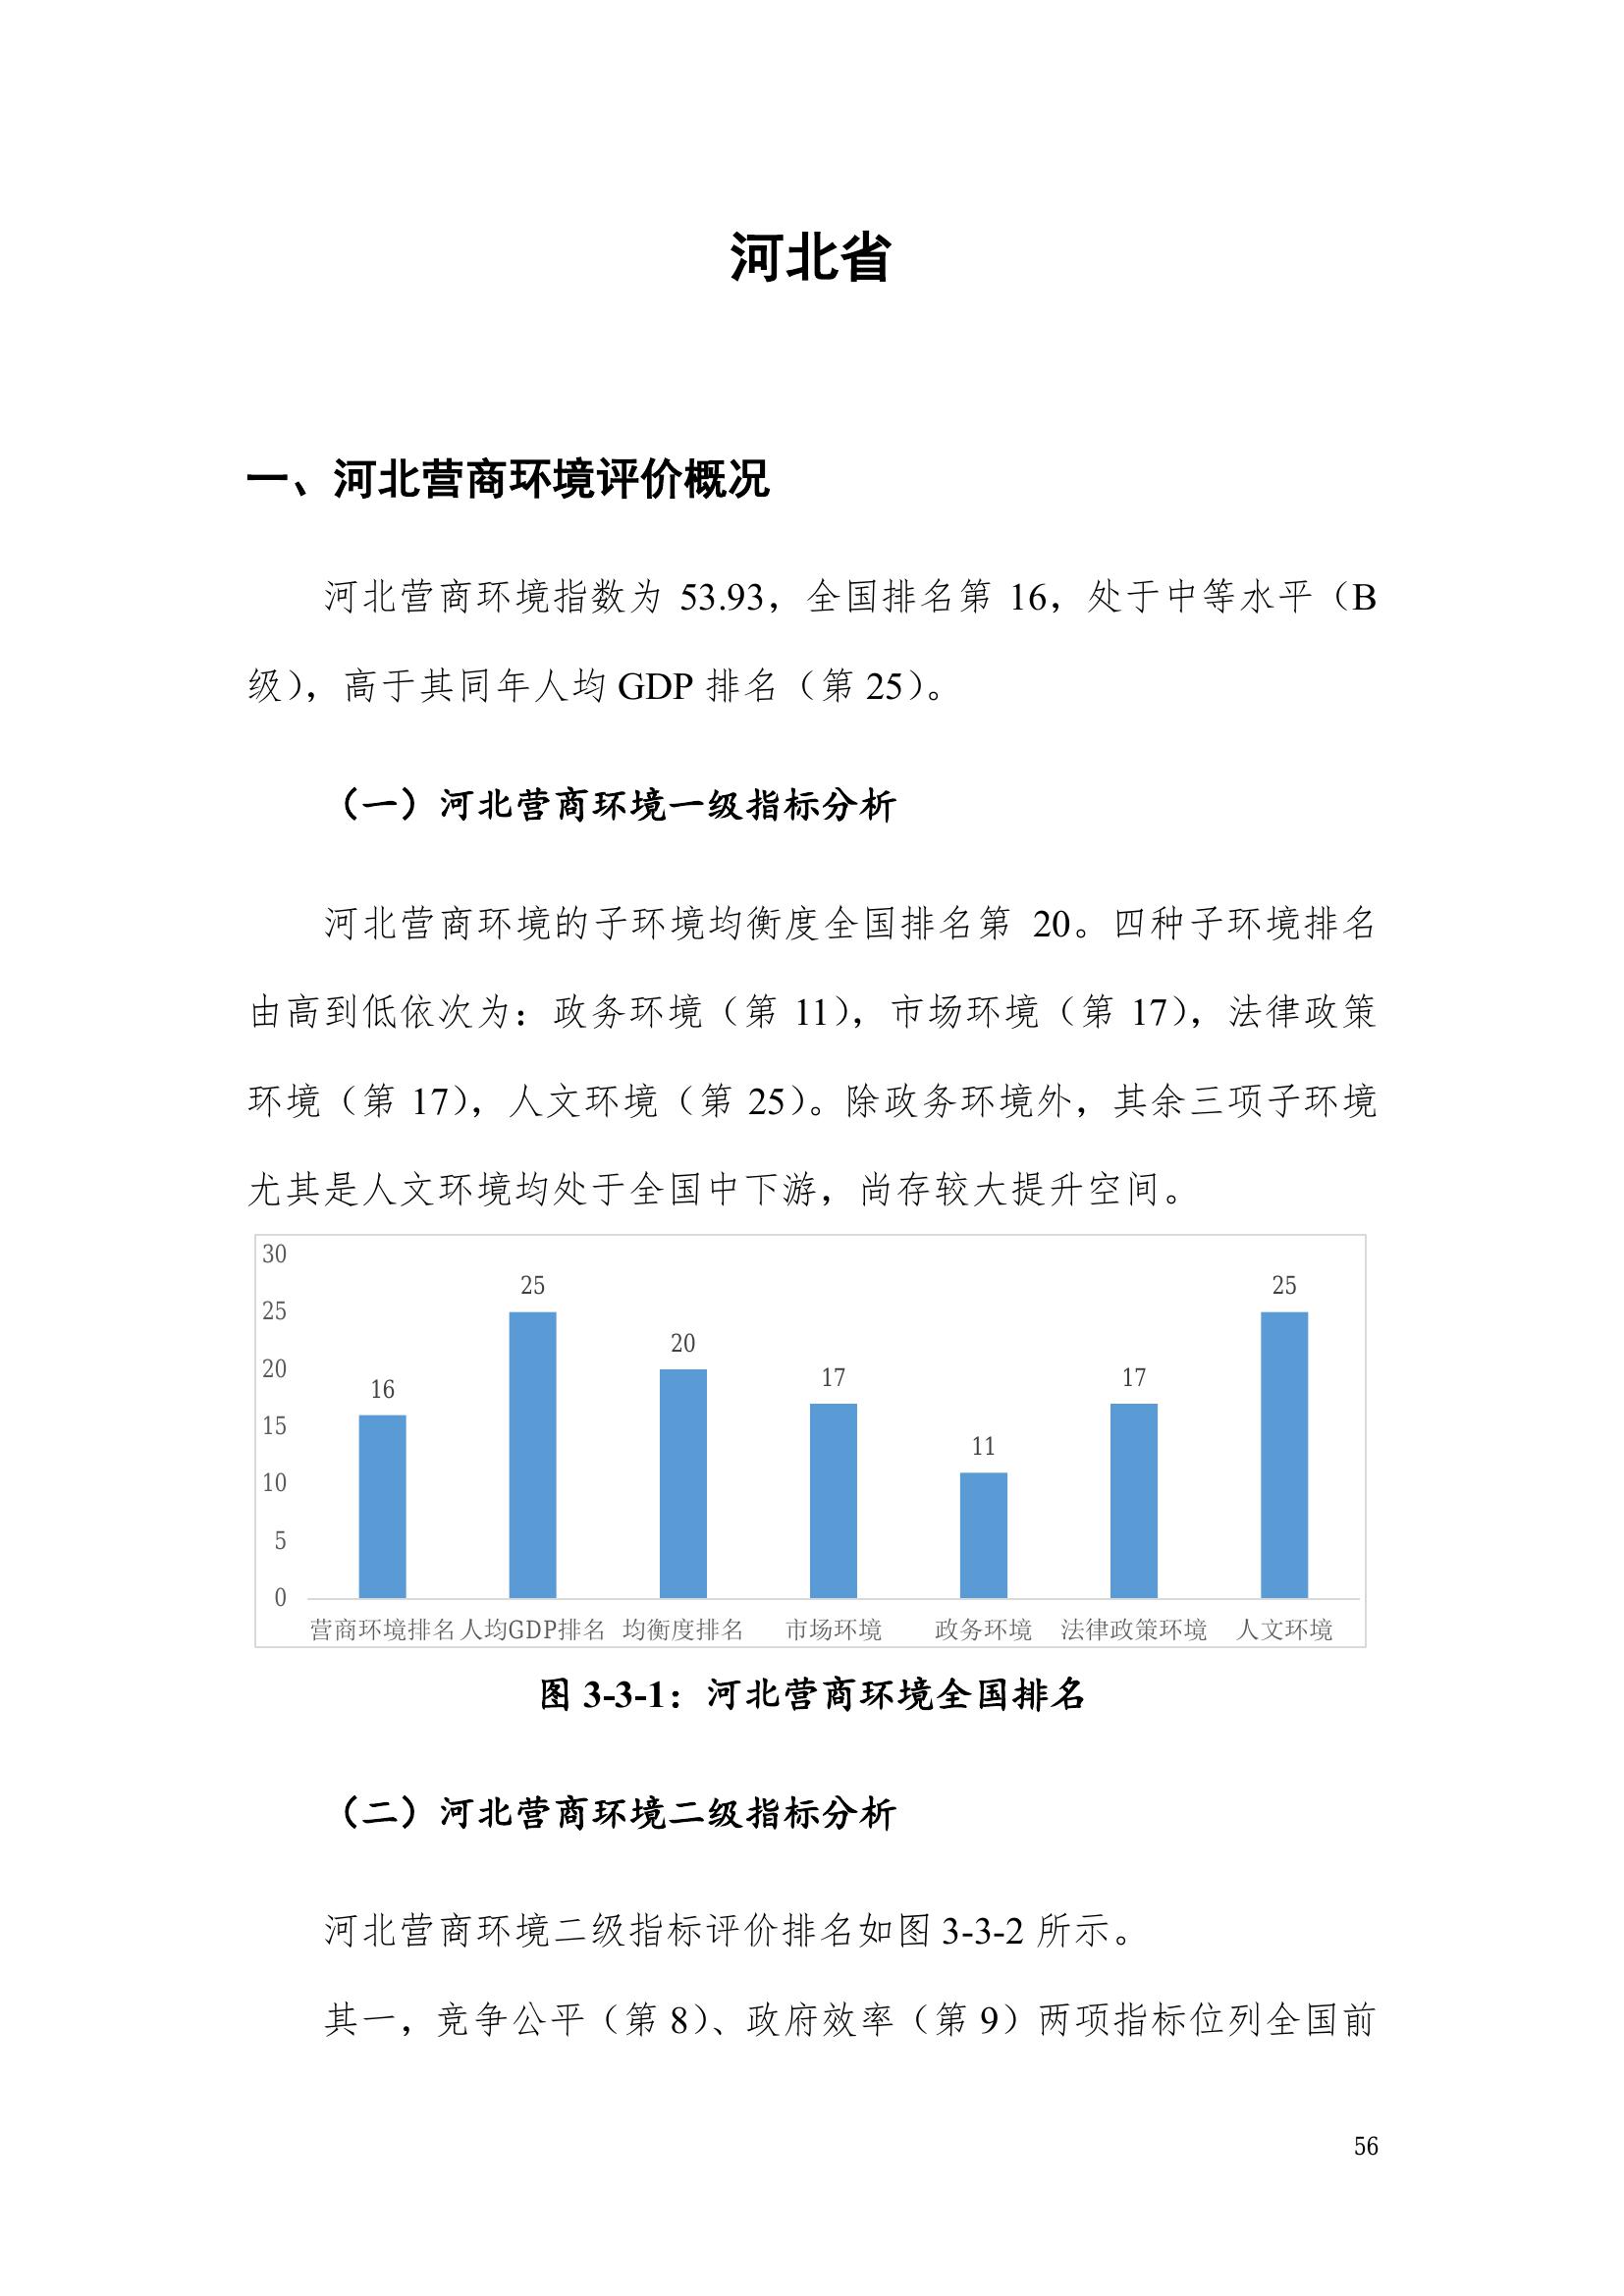 河北省
一、河北营商环境评价概况
河北营商环境指数为 53.93，全国排名第 16，处于中等水平（B
级），高于其同年人均 GDP 排名（第 25）。
（一）河北营商环境一级指标分析
河北营商环境的子环境均衡度全国排名第 20。四种子环境排名
由高到低依次为：政务环境（第 11），市场环境（第 17），法律政策
环境（第 17），人文环境（第 25）。除政务环境外，其余三项子环境
尤其是人文环境均处于全国中下游，尚存较大提升空间。
30
25
20
15
10
5
0
16
25
20
17
11
17
25
营商环境排名 人均GDP排名 均衡度排名 市场环境 政务环境 法律政策环境 人文环境
图 3-3-1：河北营商环境全国排名
（二）河北营商环境二级指标分析
河北营商环境二级指标评价排名如图 3-3-2 所示。
其一，竞争公平（第 8）、政府效率（第 9）两项指标位列全国前
56